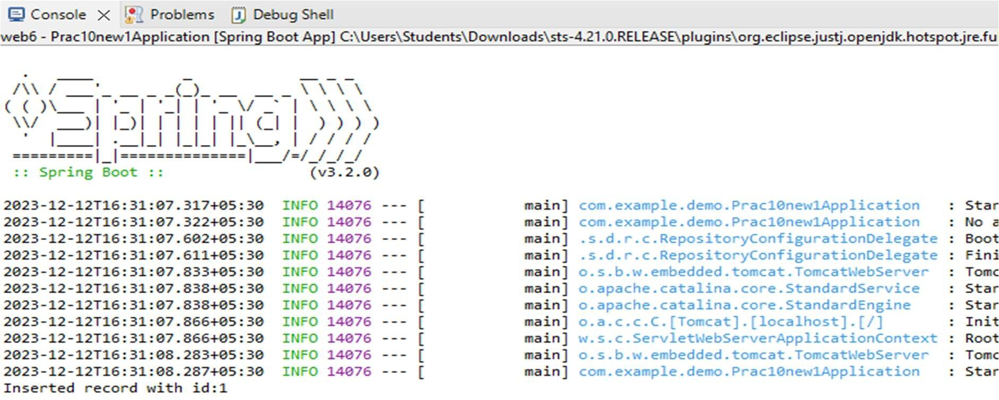 Console Problems Debug Shell
web6 - Prac10new1Application [Spring Boot App] C:\Users\Students\Downloads\sts-4.21.0.RELEASE\plugins\org.eclipse.justj.openjdk.hotspot.jre.fu
  .   ____          _            __ _ _
 /\\ / ___'_ __ _ _(_)_ __  __ _ \ \ \ \
( ( )\___ | '_ | '_| | '_ \/ _` | \ \ \ \
 \\/  ___)| |_)| | | | | || (_| |  ) ) ) )
  '  |____| .__|_| |_|_| |_\__, | / / / /
 =========|_|==============|___/=/_/_/_/
 :: Spring Boot ::                (v3.2.0)
2023-12-12T16:31:07.317+05:30  INFO 14076 --- [           main] com.example.demo.Prac10new1Application   : Star
2023-12-12T16:31:07.322+05:30  INFO 14076 --- [           main] com.example.demo.Prac10new1Application   : No a
2023-12-12T16:31:07.602+05:30  INFO 14076 --- [           main] .s.d.r.c.RepositoryConfigurationDelegate : Boot
2023-12-12T16:31:07.611+05:30  INFO 14076 --- [           main] .s.d.r.c.RepositoryConfigurationDelegate : Fini
2023-12-12T16:31:07.833+05:30  INFO 14076 --- [           main] o.s.b.w.embedded.tomcat.TomcatWebServer  : Tomc
2023-12-12T16:31:07.838+05:30  INFO 14076 --- [           main] o.apache.catalina.core.StandardService   : Star
2023-12-12T16:31:07.838+05:30  INFO 14076 --- [           main] o.apache.catalina.core.StandardEngine    : Star
2023-12-12T16:31:07.866+05:30  INFO 14076 --- [           main] o.a.c.c.C.[Tomcat].[localhost].[/]       : Init
2023-12-12T16:31:07.866+05:30  INFO 14076 --- [           main] w.s.c.ServletWebServerApplicationContext : Root
2023-12-12T16:31:08.283+05:30  INFO 14076 --- [           main] o.s.b.w.embedded.tomcat.TomcatWebServer  : Tomc
2023-12-12T16:31:08.287+05:30  INFO 14076 --- [           main] com.example.demo.Prac10new1Application   : Star
Inserted record with id:1